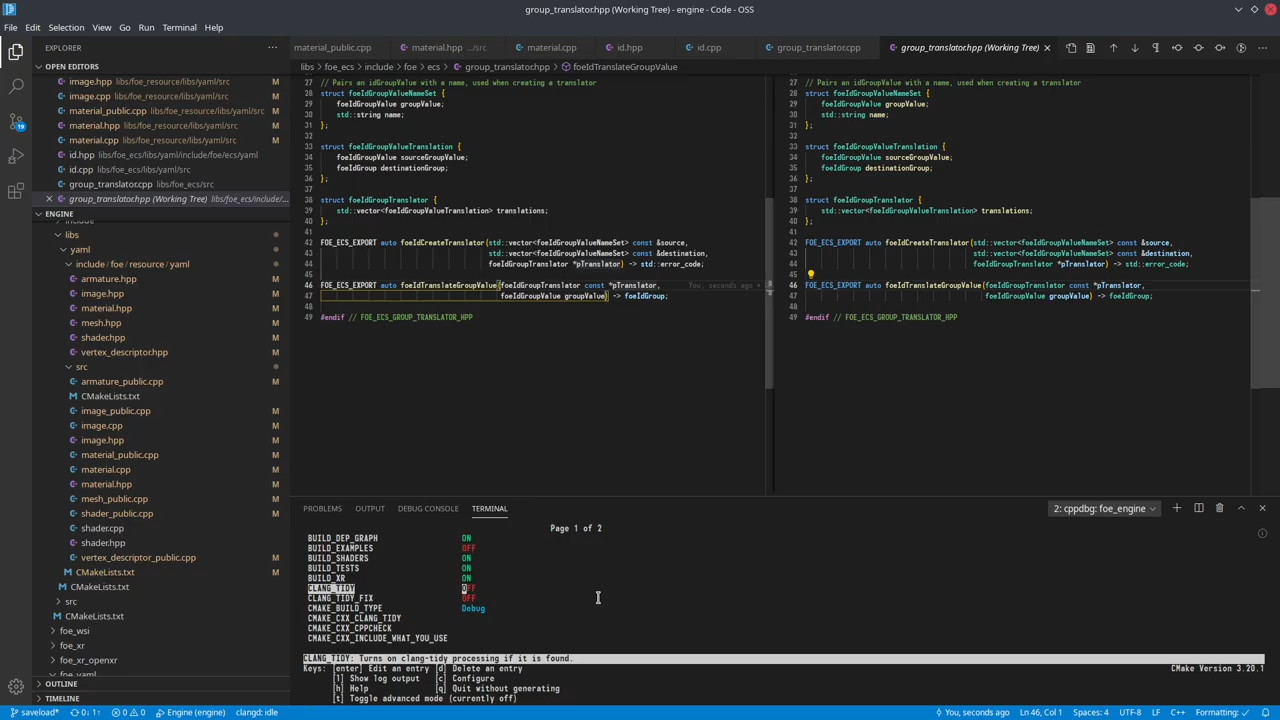 group_translator.hpp (Working Tree) - engine - Code - OSS
File Edit Selection View Go Run Terminal Help
EXPLORER
OPEN EDITORS
image.hpp libs/foe_resource/libs/yaml/src M
image.cpp libs/foe_resource/libs/yaml/src M
material_public.cpp libs/foe_resource/libs/yaml/src M
material.hpp libs/foe_resource/libs/yaml/src M
material.cpp libs/foe_resource/libs/yaml/src M
id.hpp libs/foe_ecs/libs/yaml/include/foe/ecs/yaml
id.cpp libs/foe_ecs/libs/yaml/src
group_translator.cpp libs/foe_ecs/src
group_translator.hpp (Working Tree) libs/foe_ecs/include/...
ENGINE
include
libs
yaml
include / foe / resource / yaml
armature.hpp M
image.hpp M
material.hpp M
mesh.hpp M
shader.hpp M
vertex_descriptor.hpp M
src
armature_public.cpp M
CMakeLists.txt
image_public.cpp M
image.cpp M
image.hpp M
material_public.cpp M
material.cpp M
material.hpp M
mesh_public.cpp M
shader_public.cpp M
shader.cpp
shader.hpp
vertex_descriptor_public.cpp M
CMakeLists.txt M
CMakeLists.txt
src
CMakeLists.txt
foe_wsi
foe_xr
foe_xr_openxr
foe_yaml
OUTLINE
TIMELINE
material_public.cpp material.hpp .../src material.cpp id.hpp id.cpp group_translator.cpp group_translator.hpp (Working Tree)
libs > foe_ecs > include > foe > ecs > group_translator.hpp > foeIdTranslateGroupValue
27 // Pairs an idGroupValue with a name, used when creating a translator
28 struct foeIdGroupValueNameSet {
29 foeIdGroupValue groupValue;
30 std::string name;
31 };
32
33 struct foeIdGroupValueTranslation {
34 foeIdGroupValue sourceGroupValue;
35 foeIdGroup destinationGroup;
36 };
37
38 struct foeIdGroupTranslator {
39 std::vector<foeIdGroupValueTranslation> translations;
40 };
41
42 FOE_ECS_EXPORT auto foeIdCreateTranslator(std::vector<foeIdGroupValueNameSet> const &source,
43 std::vector<foeIdGroupValueNameSet> const &destination,
44 foeIdGroupTranslator *pTranslator) -> std::error_code;
45
46 FOE_ECS_EXPORT auto foeIdTranslateGroupValue(foeIdGroupTranslator const *pTranslator, You, seconds ago •
47 foeIdGroupValue groupValue) -> foeIdGroup;
48
49 #endif // FOE_ECS_GROUP_TRANSLATOR_HPP
27 // Pairs an idGroupValue with a name, used when creating a translator
28 struct foeIdGroupValueNameSet {
29 foeIdGroupValue groupValue;
30 std::string name;
31 };
32
33 struct foeIdGroupValueTranslation {
34 foeIdGroupValue sourceGroupValue;
35 foeIdGroup destinationGroup;
36 };
37
38 struct foeIdGroupTranslator {
39 std::vector<foeIdGroupValueTranslation> translations;
40 };
41
42 FOE_ECS_EXPORT auto foeIdCreateTranslator(std::vector<foeIdGroupValueNameSet> const &source,
43 std::vector<foeIdGroupValueNameSet> const &destination,
44 foeIdGroupTranslator *pTranslator) -> std::error_code;
45
46 FOE_ECS_EXPORT auto foeIdTranslateGroupValue(foeIdGroupTranslator const *pTranslator,
47 foeIdGroupValue groupValue) -> foeIdGroup;
48
49 #endif // FOE_ECS_GROUP_TRANSLATOR_HPP
PROBLEMS OUTPUT DEBUG CONSOLE TERMINAL 2: cppdbg: foe_engine
Page 1 of 2
BUILD_DEP_GRAPH ON
BUILD_EXAMPLES OFF
BUILD_SHADERS ON
BUILD_TESTS ON
BUILD_XR ON
CLANG_TIDY OFF
CLANG_TIDY_FIX OFF
CMAKE_BUILD_TYPE Debug
CMAKE_CXX_CLANG_TIDY
CMAKE_CXX_CPPCHECK
CMAKE_CXX_INCLUDE_WHAT_YOU_USE
CLANG_TIDY: Turns on clang-tidy processing if it is found.
Keys: [enter] Edit an entry [d] Delete an entry CMake Version 3.20.1
[l] Show log output [c] Configure
[h] Help [q] Quit without generating
[t] Toggle advanced mode (currently off)
19
saveload* 0↓ 1↑ 0 0 Engine (engine) clangd: idle You, seconds ago Ln 46, Col 1 Spaces: 4 UTF-8 LF C++ Formatting: ✓